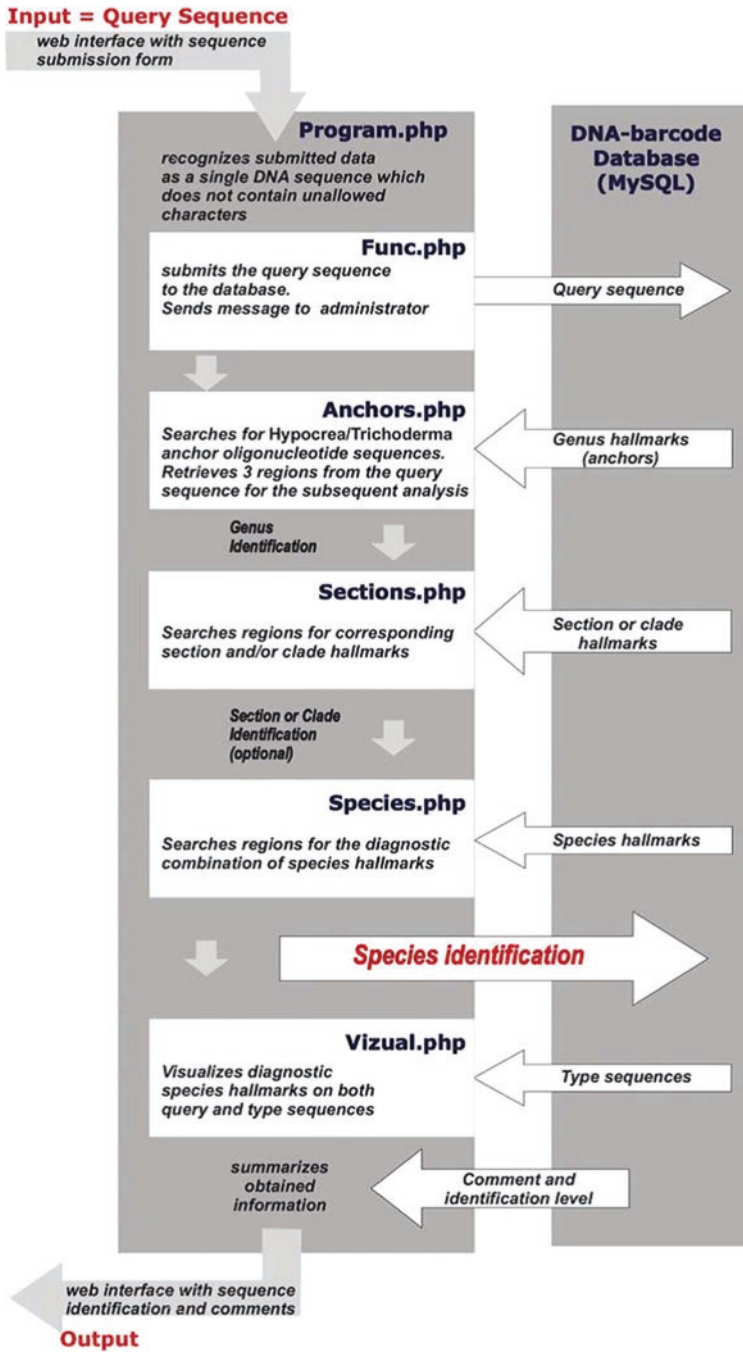 Input = Query Sequence
web interface with sequence
submission form
Program.php
recognizes submitted data
as a single DNA sequence which
does not contain unallowed
characters
DNA-barcode
Database
(MySQL)
Func.php
submits the query sequence
to the database.
Sends message to administrator
Query sequence
Anchors.php
Searches for Hypocrea/Trichoderma
anchor oligonucleotide sequences.
Retrieves 3 regions from the query
sequence for the subsequent analysis
Genus hallmarks
(anchors)
Genus
Identification
Sections.php
Searches regions for corresponding
section and/or clade hallmarks
Section or clade
hallmarks
Section or Clade
Identification
(optional)
Species.php
Searches regions for the diagnostic
combination of species hallmarks
Species hallmarks
Species identification
Vizual.php
Visualizes diagnostic
species hallmarks on both
query and type sequences
Type sequences
summarizes
obtained
information
Comment and
identification level
web interface with sequence
identification and comments
Output